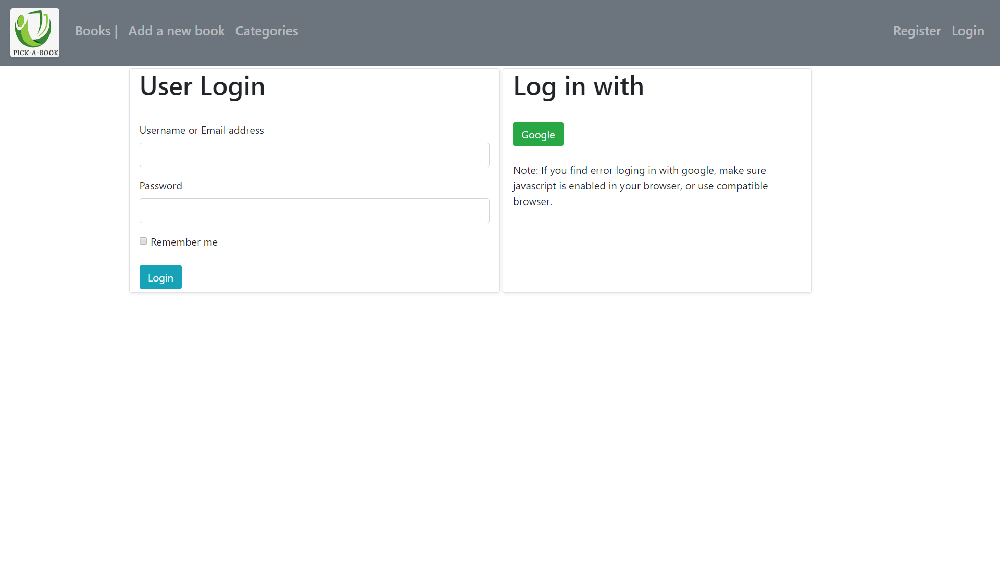 PICK-A-BOOK
Books | Add a new book Categories Register Login
User Login
Username or Email address
Password
Remember me
Login
Log in with
Google
Note: If you find error loging in with google, make sure
javascript is enabled in your browser, or use compatible
browser.